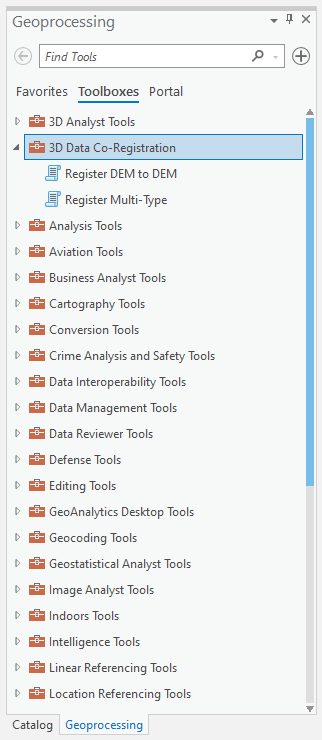 Geoprocessing
Find Tools
Favorites Toolboxes Portal
3D Analyst Tools
3D Data Co-Registration
Register DEM to DEM
Register Multi-Type
Analysis Tools
Aviation Tools
Business Analyst Tools
Cartography Tools
Conversion Tools
Crime Analysis and Safety Tools
Data Interoperability Tools
Data Management Tools
Data Reviewer Tools
Defense Tools
Editing Tools
GeoAnalytics Desktop Tools
Geocoding Tools
Geostatistical Analyst Tools
Image Analyst Tools
Indoors Tools
Intelligence Tools
Linear Referencing Tools
Location Referencing Tools
Catalog Geoprocessing